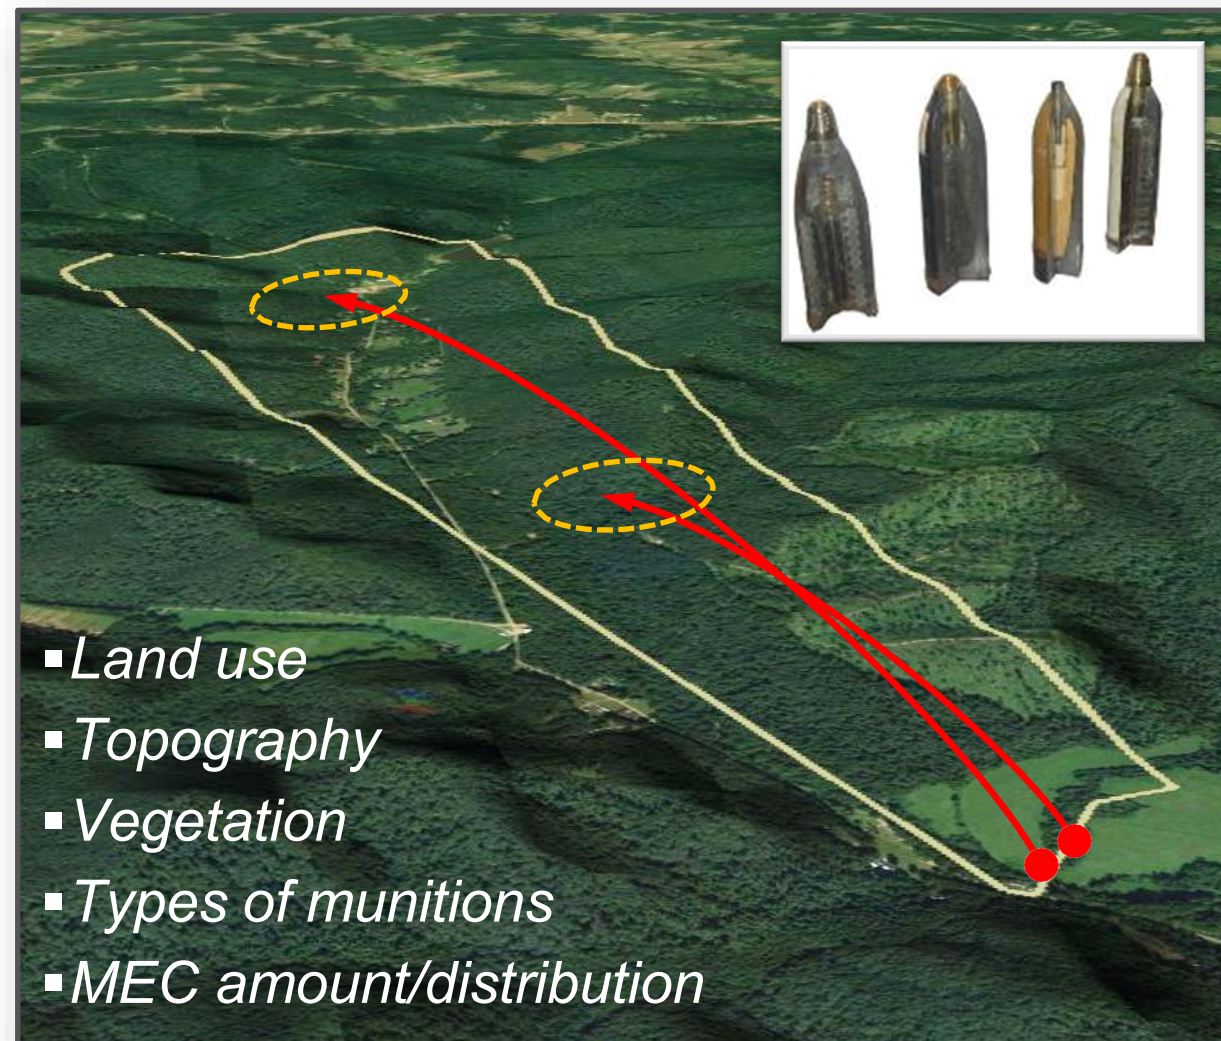 ▪Land use
▪Topography
▪Vegetation
▪Types of munitions
▪MEC amount/distribution